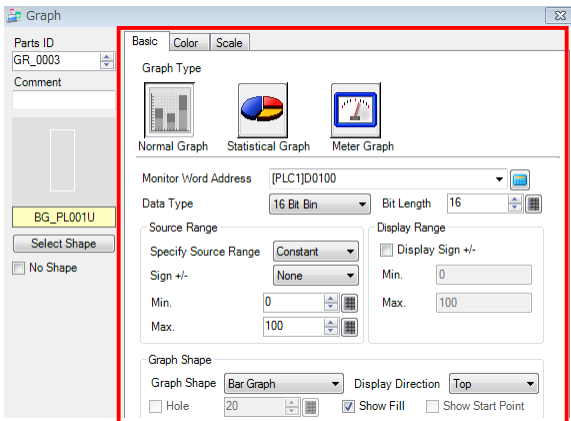 Graph
Parts ID
GR_0003
Comment
BG_PL001U
Select Shape
No Shape
Basic Color Scale
Graph Type
Normal Graph Statistical Graph Meter Graph
Monitor Word Address [PLC1]D0100
Data Type 16 Bit Bin Bit Length 16
Source Range Display Range
Specify Source Range Constant Display Sign +/-
Sign +/- None Min. 0
Min. 0 Max. 100
Max. 100
Graph Shape
Graph Shape Bar Graph Display Direction Top
Hole 20 Show Fill Show Start Point